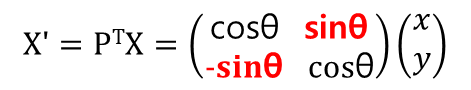 X' = PᵀX = ( cosθ sinθ
-sinθ cosθ ) ( x
y )